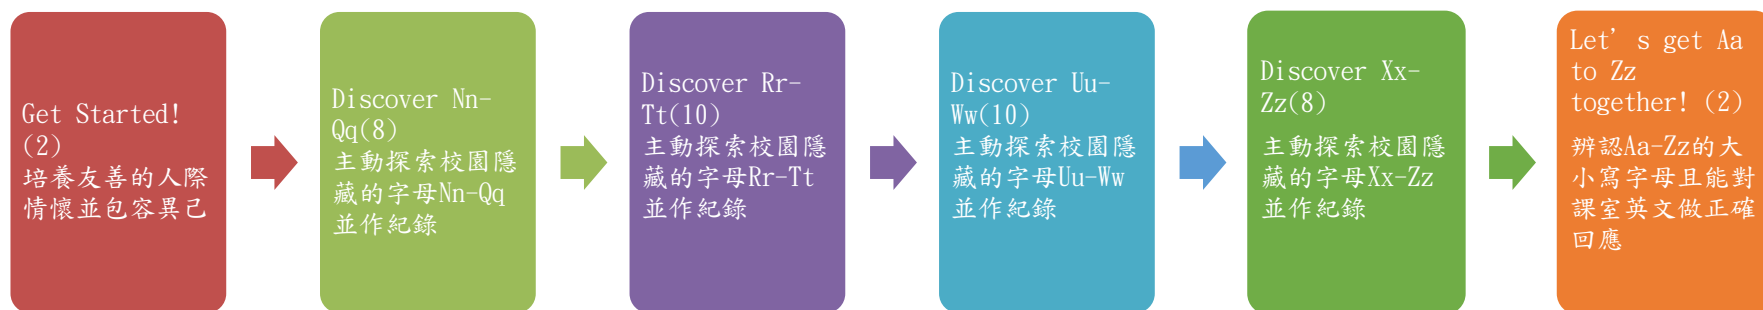 Get Started!
(2)
培養友善的人際
情懷並包容異己
Discover Nn-
Qq(8)
主動探索校園隱
藏的字母Nn-Qq
並作紀錄
Discover Rr-
Tt(10)
主動探索校園隱
藏的字母Rr-Tt
並作紀錄
Discover Uu-
Ww(10)
主動探索校園隱
藏的字母Uu-Ww
並作紀錄
Discover Xx-
Zz(8)
主動探索校園隱
藏的字母Xx-Zz
並作紀錄
Let's get Aa
to Zz
together! (2)
辨認Aa-Zz的大
小寫字母且能對
課室英文做正確
回應